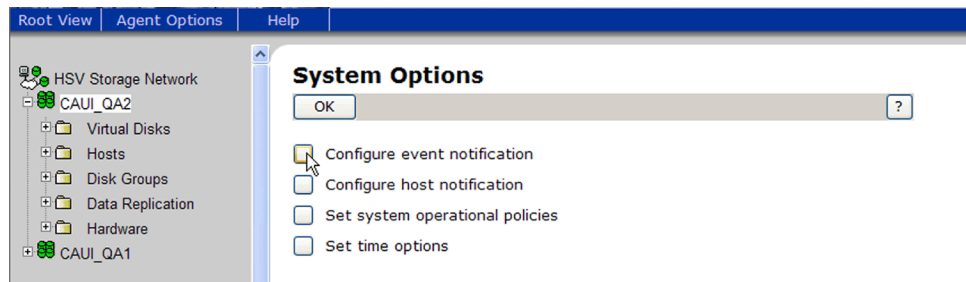 Root View Agent Options Help
HSV Storage Network
CAUI_QA2
Virtual Disks
Hosts
Disk Groups
Data Replication
Hardware
CAUI_QA1
System Options
OK ?
Configure event notification
Configure host notification
Set system operational policies
Set time options